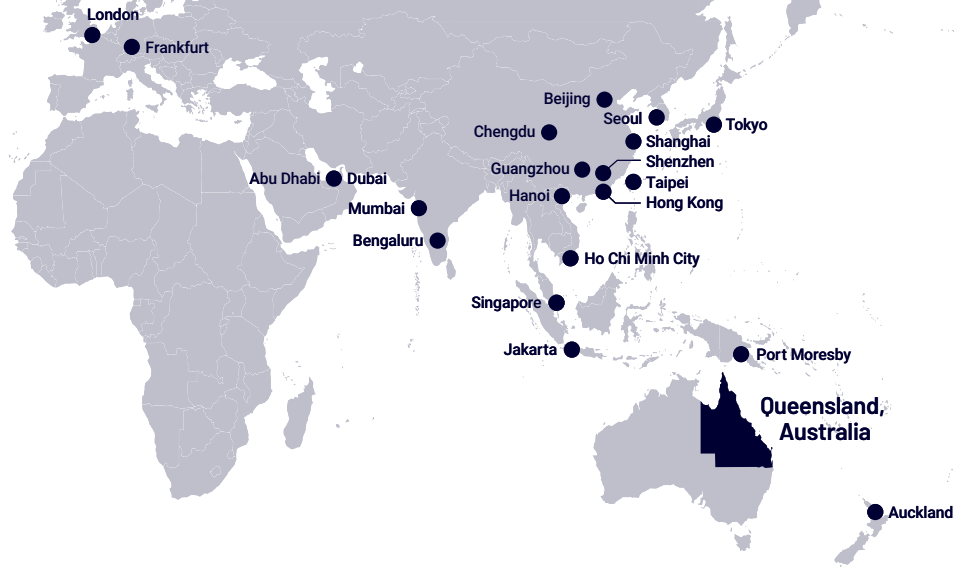 London
Frankfurt
Beijing
Seoul
Tokyo
Chengdu
Shanghai
Shenzhen
Guangzhou
Abu Dhabi
Dubai
Taipei
Hanoi
Hong Kong
Mumbai
Bengaluru
Ho Chi Minh City
Singapore
Jakarta
Port Moresby
Queensland,
Australia
Auckland